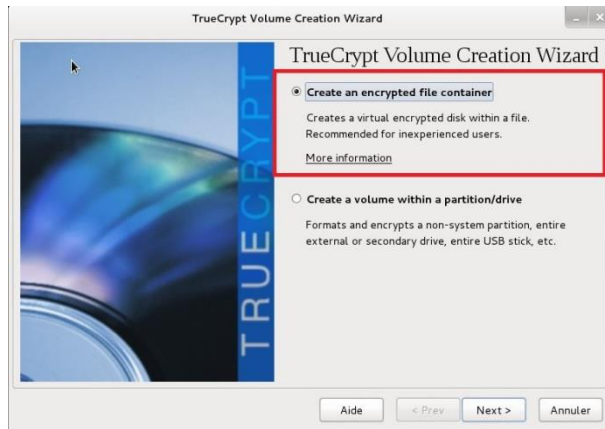 TrueCrypt Volume Creation Wizard
TRUECRYPT
TrueCrypt Volume Creation Wizard
Create an encrypted file container
Creates a virtual encrypted disk within a file.
Recommended for inexperienced users.
More information
Create a volume within a partition/drive
Formats and encrypts a non-system partition, entire
external or secondary drive, entire USB stick, etc.
Aide
< Prev
Next >
Annuler